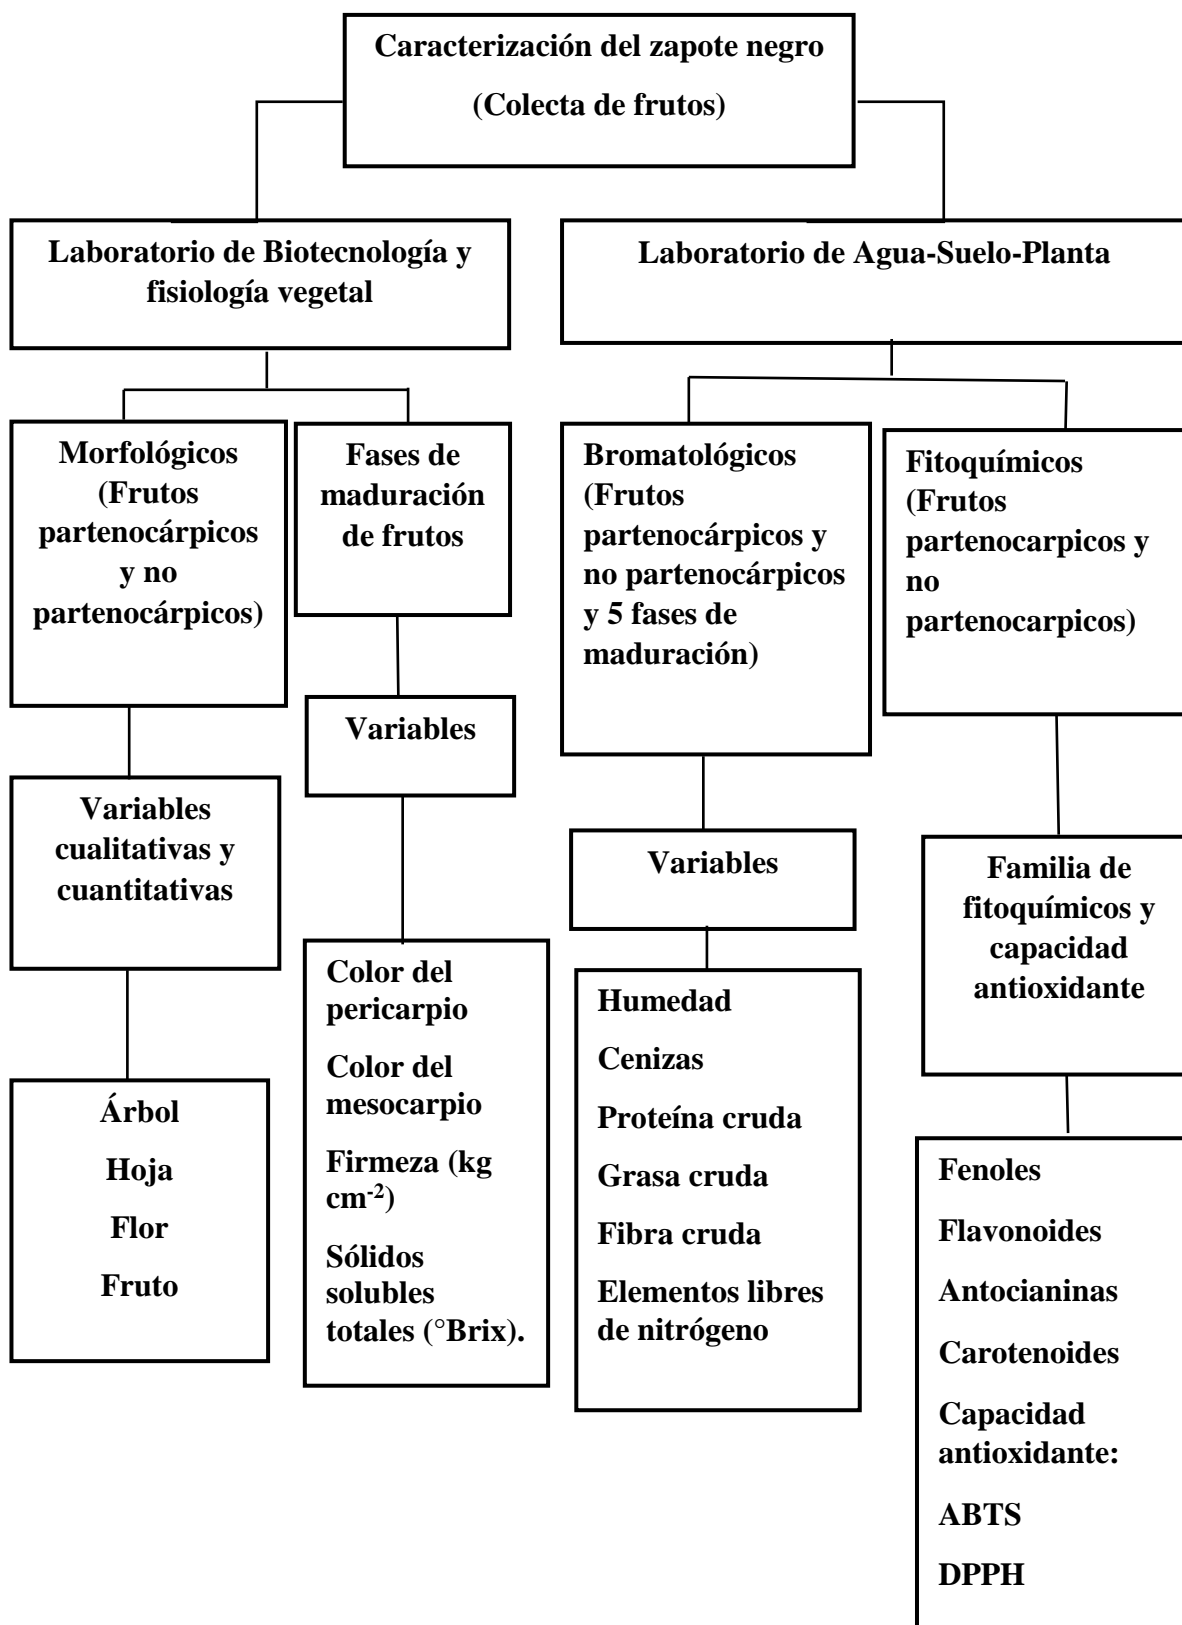 Caracterización del zapote negro
(Colecta de frutos)
Laboratorio de Biotecnología y
fisiología vegetal
Laboratorio de Agua-Suelo-Planta
Morfológicos
(Frutos
partenocárpicos
y no
partenocárpicos)
Fases de
maduración
de frutos
Bromatológicos
(Frutos
partenocárpicos y
no partenocárpicos
y 5 fases de
maduración)
Fitoquímicos
(Frutos
partenocarpicos y
no
partenocarpicos)
Variables
cualitativas y
cuantitativas
Variables
Variables
Familia de
fitoquímicos y
capacidad
antioxidante
Árbol
Hoja
Flor
Fruto
Color del
pericarpio
Color del
mesocarpio
Firmeza (kg
cm-2)
Sólidos
solubles
totales (°Brix).
Humedad
Cenizas
Proteína cruda
Grasa cruda
Fibra cruda
Elementos libres
de nitrógeno
Fenoles
Flavonoides
Antocianinas
Carotenoides
Capacidad
antioxidante:
ABTS
DPPH